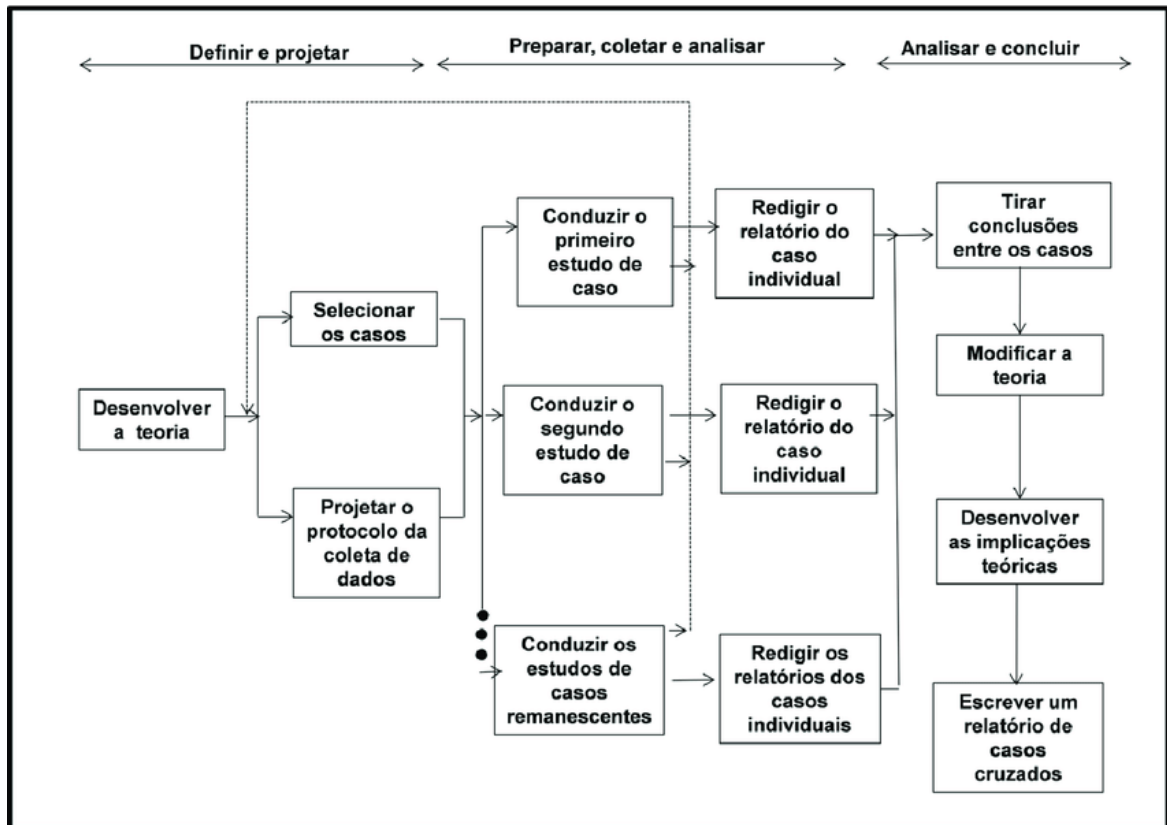 Definir e projetar
Preparar, coletar e analisar
Analisar e concluir
Desenvolver
a teoria
Selecionar
os casos
Projetar o
protocolo da
coleta de
dados
Conduzir o
primeiro
estudo de
caso
Redigir o
relatório do
caso
individual
Conduzir o
segundo
estudo de
caso
Redigir o
relatório do
caso
individual
Conduzir os
estudos de
casos
remanescentes
Redigir os
relatórios dos
casos
individuais
Tirar
conclusões
entre os casos
Modificar a
teoria
Desenvolver
as implicações
teóricas
Escrever um
relatório de
casos
cruzados